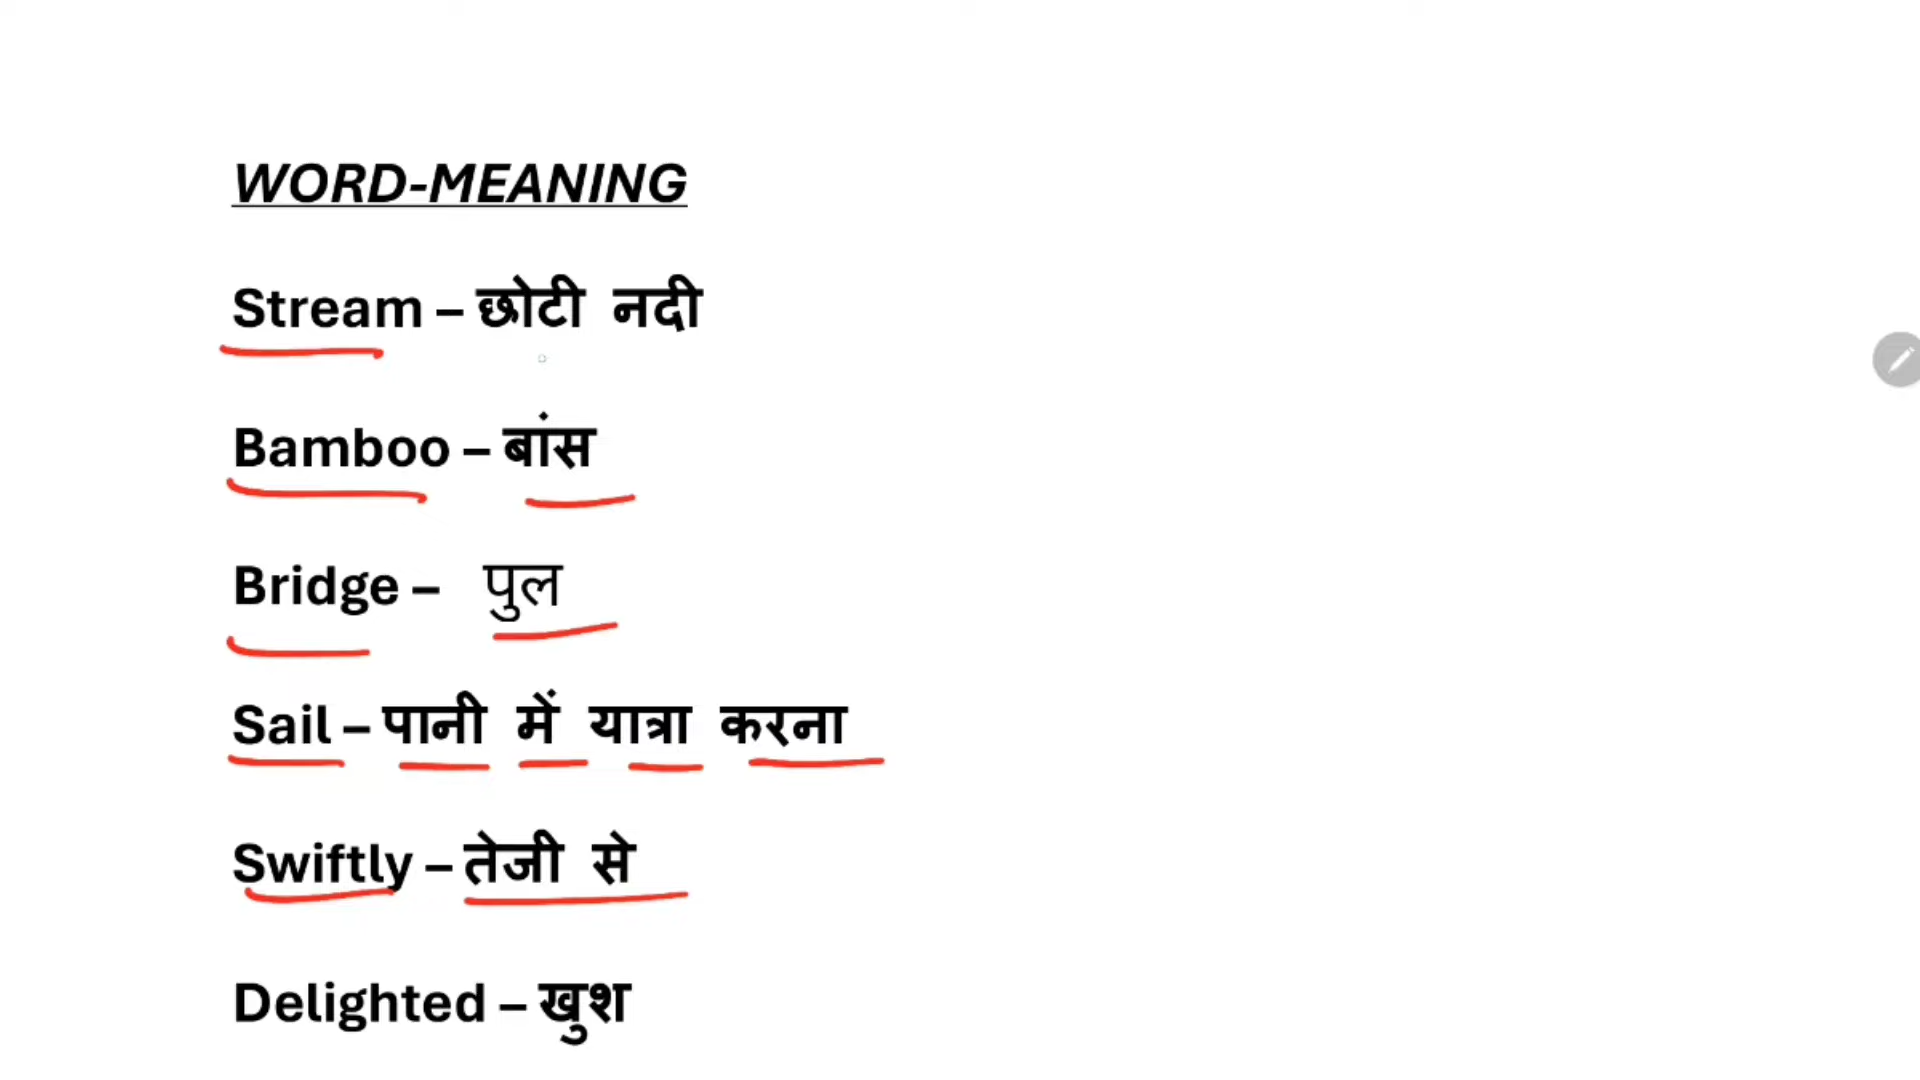 WORD-MEANING
Stream – छोटी नदी
Bamboo – बांस
Bridge – पुल
Sail – पानी में यात्रा करना
Swiftly – तेजी से
Delighted – खुश